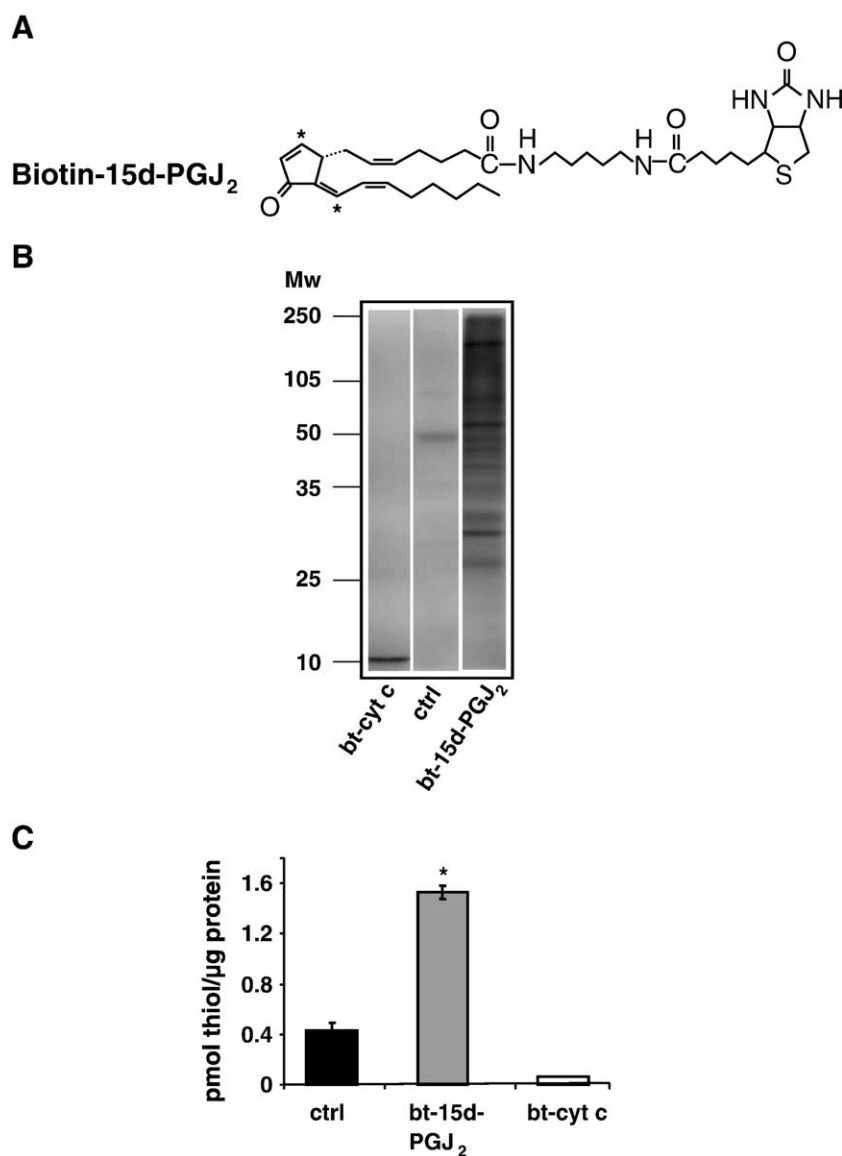 A
Biotin-15d-PGJ₂
O
*
*
O
C
H
N
H
N
O
C
O
HN
NH
S
B
Mw
250
105
50
35
25
10
bt-cyt c
ctrl
bt-15d-PGJ₂
C
pmol thiol/µg protein
1.6
1.2
0.8
0.4
0
*
ctrl
bt-15d-
PGJ₂
bt-cyt c